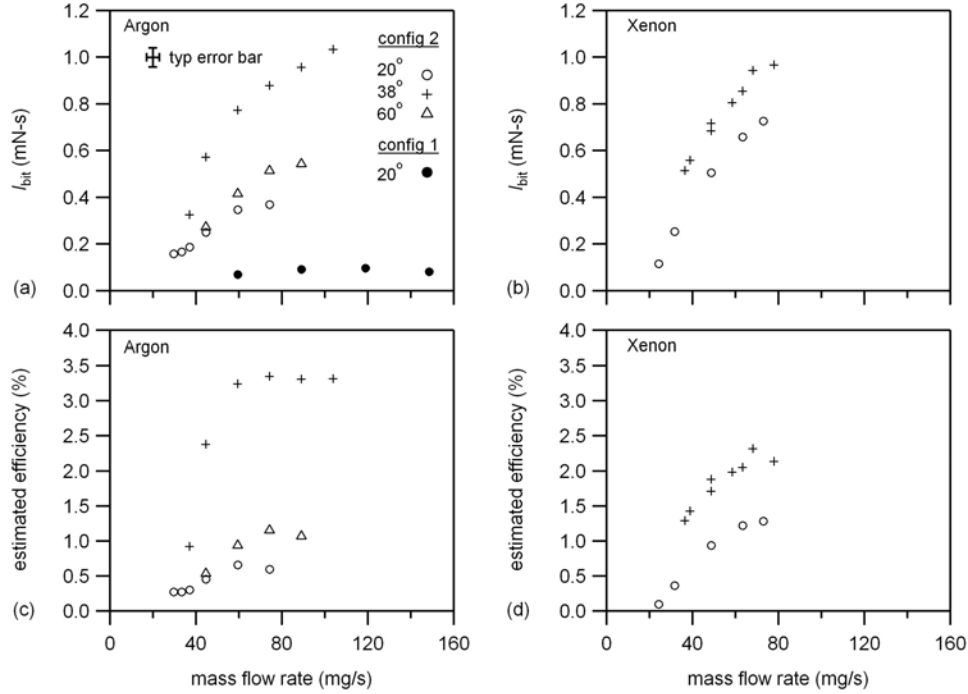 Argon
typ error bar
config 2
20°
38°
60°
config 1
20°
1.2
1.0
0.8
0.6
0.4
0.2
0.0
I_bit (mN-s)
(a)
Xenon
1.2
1.0
0.8
0.6
0.4
0.2
0.0
I_bit (mN-s)
(b)
Argon
4.0
3.5
3.0
2.5
2.0
1.5
1.0
0.5
0.0
estimated efficiency (%)
(c)
0 40 80 120 160
mass flow rate (mg/s)
Xenon
4.0
3.5
3.0
2.5
2.0
1.5
1.0
0.5
0.0
estimated efficiency (%)
(d)
0 40 80 120 160
mass flow rate (mg/s)